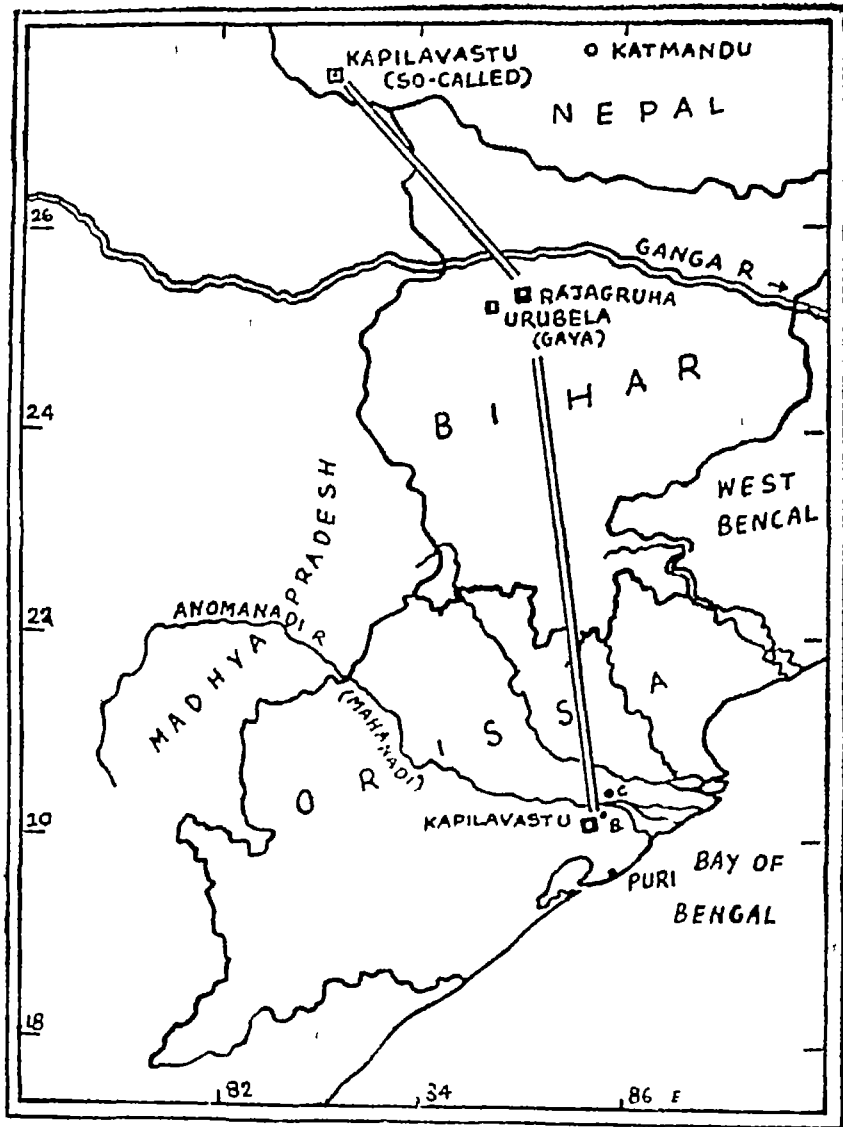 KAPILAVASTU
(SO-CALLED)
KATMANDU
NEPAL
26
GANGA R
RAJAGRUHA
URUBELA
(GAYA)
24
BIHAR
WEST
BENCAL
MADHYA PRADESH
22
ANOMANADI R
(MAHANADI)
ORISSA
C
10
KAPILAVASTU
B
PURI
BAY OF
BENGAL
18
82
84
86 E